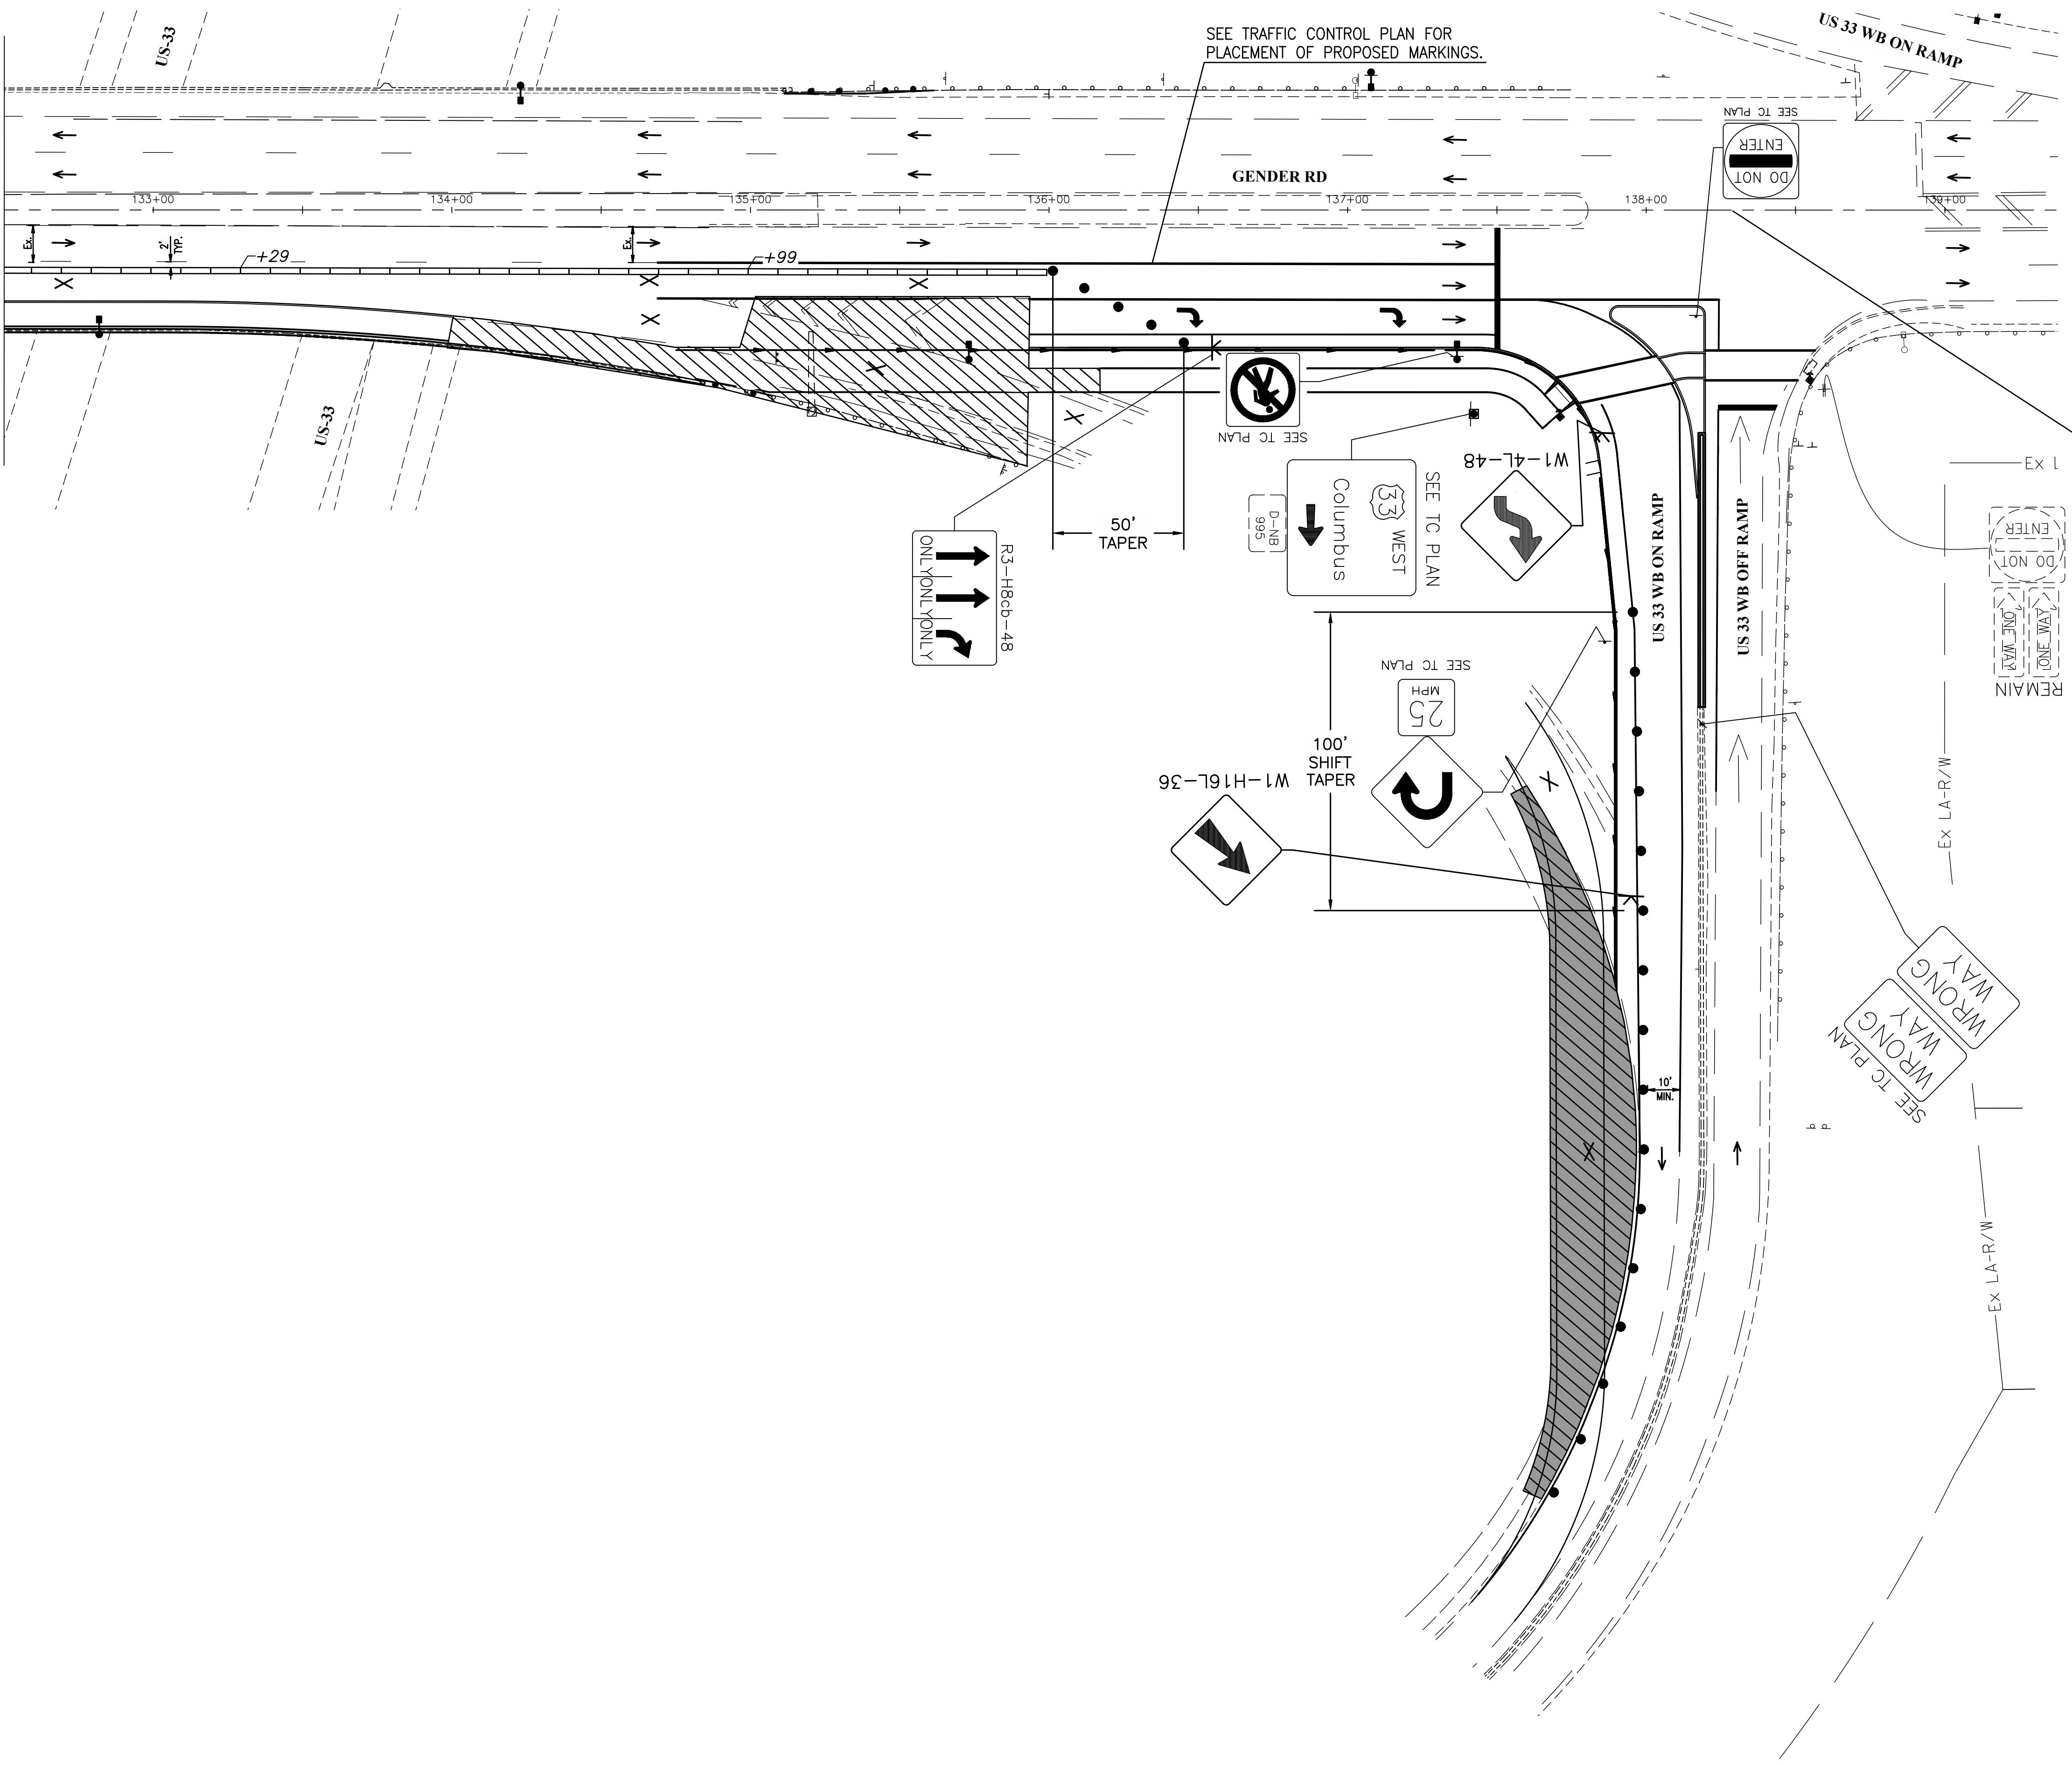 US-33
SEE TRAFFIC CONTROL PLAN FOR
PLACEMENT OF PROPOSED MARKINGS.
US 33 WB ON RAMP
SEE TC PLAN
DO NOT
ENTER
GENDER RD
133+00
134+00
135+00
136+00
137+00
138+00
139+00
Ex.
2'
TYP.
+29
Ex.
+99
US-33
SEE TC PLAN
R3-H8cb-48
ONLY
ONLY
ONLY
50'
TAPER
SEE TC PLAN
33 WEST
Columbus
D-NB
995
W1-4L-48
US 33 WB ON RAMP
US 33 WB OFF RAMP
Ex L
DO NOT
ENTER
ONE WAY
ONE WAY
REMAIN
SEE TC PLAN
25
MPH
100'
SHIFT
TAPER
W1-H16L-36
Ex LA-R/W
WRONG
WAY
WRONG
WAY
SEE TC PLAN
10'
MIN.
Ex LA-R/W